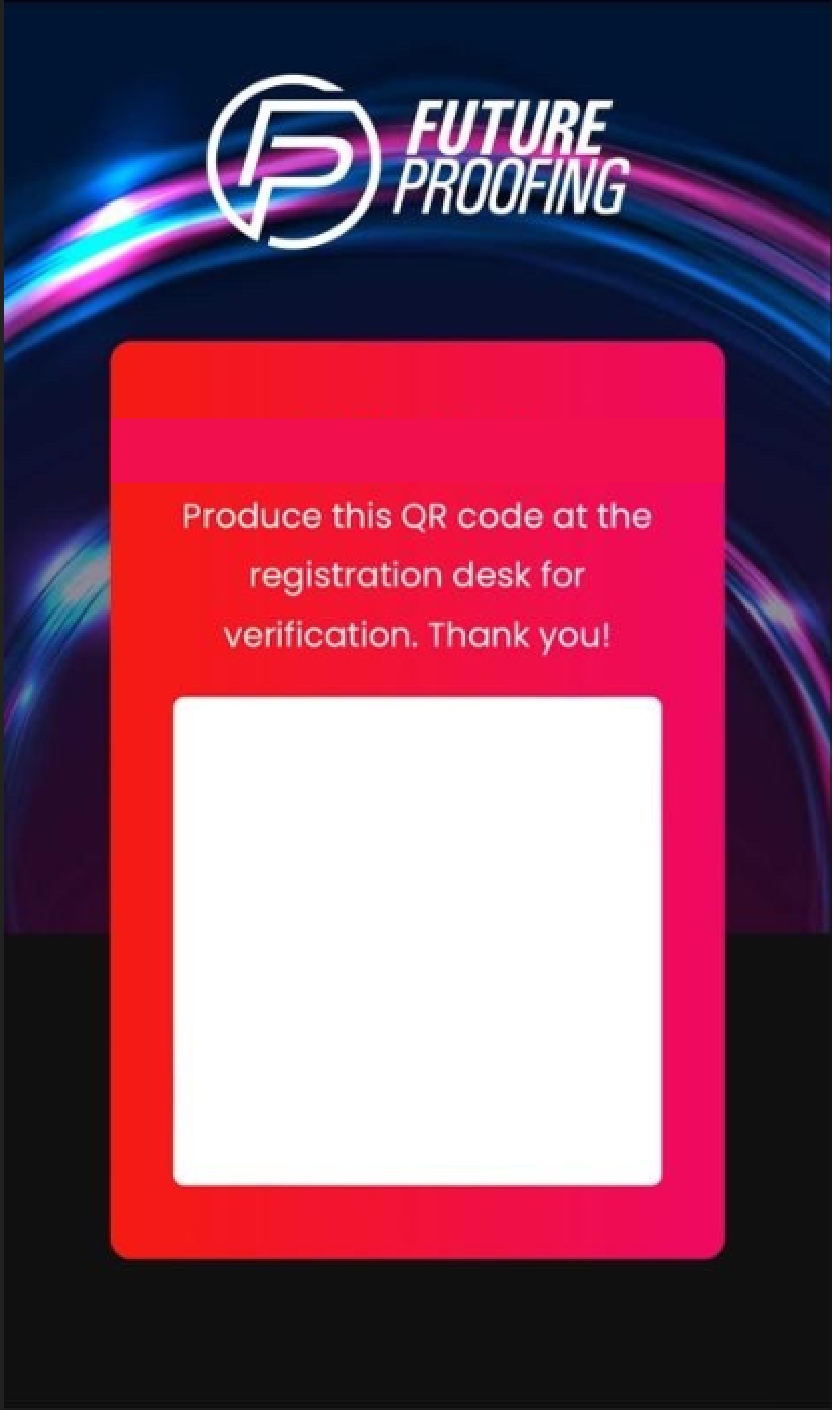 FUTURE
PROOFING
Produce this QR code at the
registration desk for
verification. Thank you!